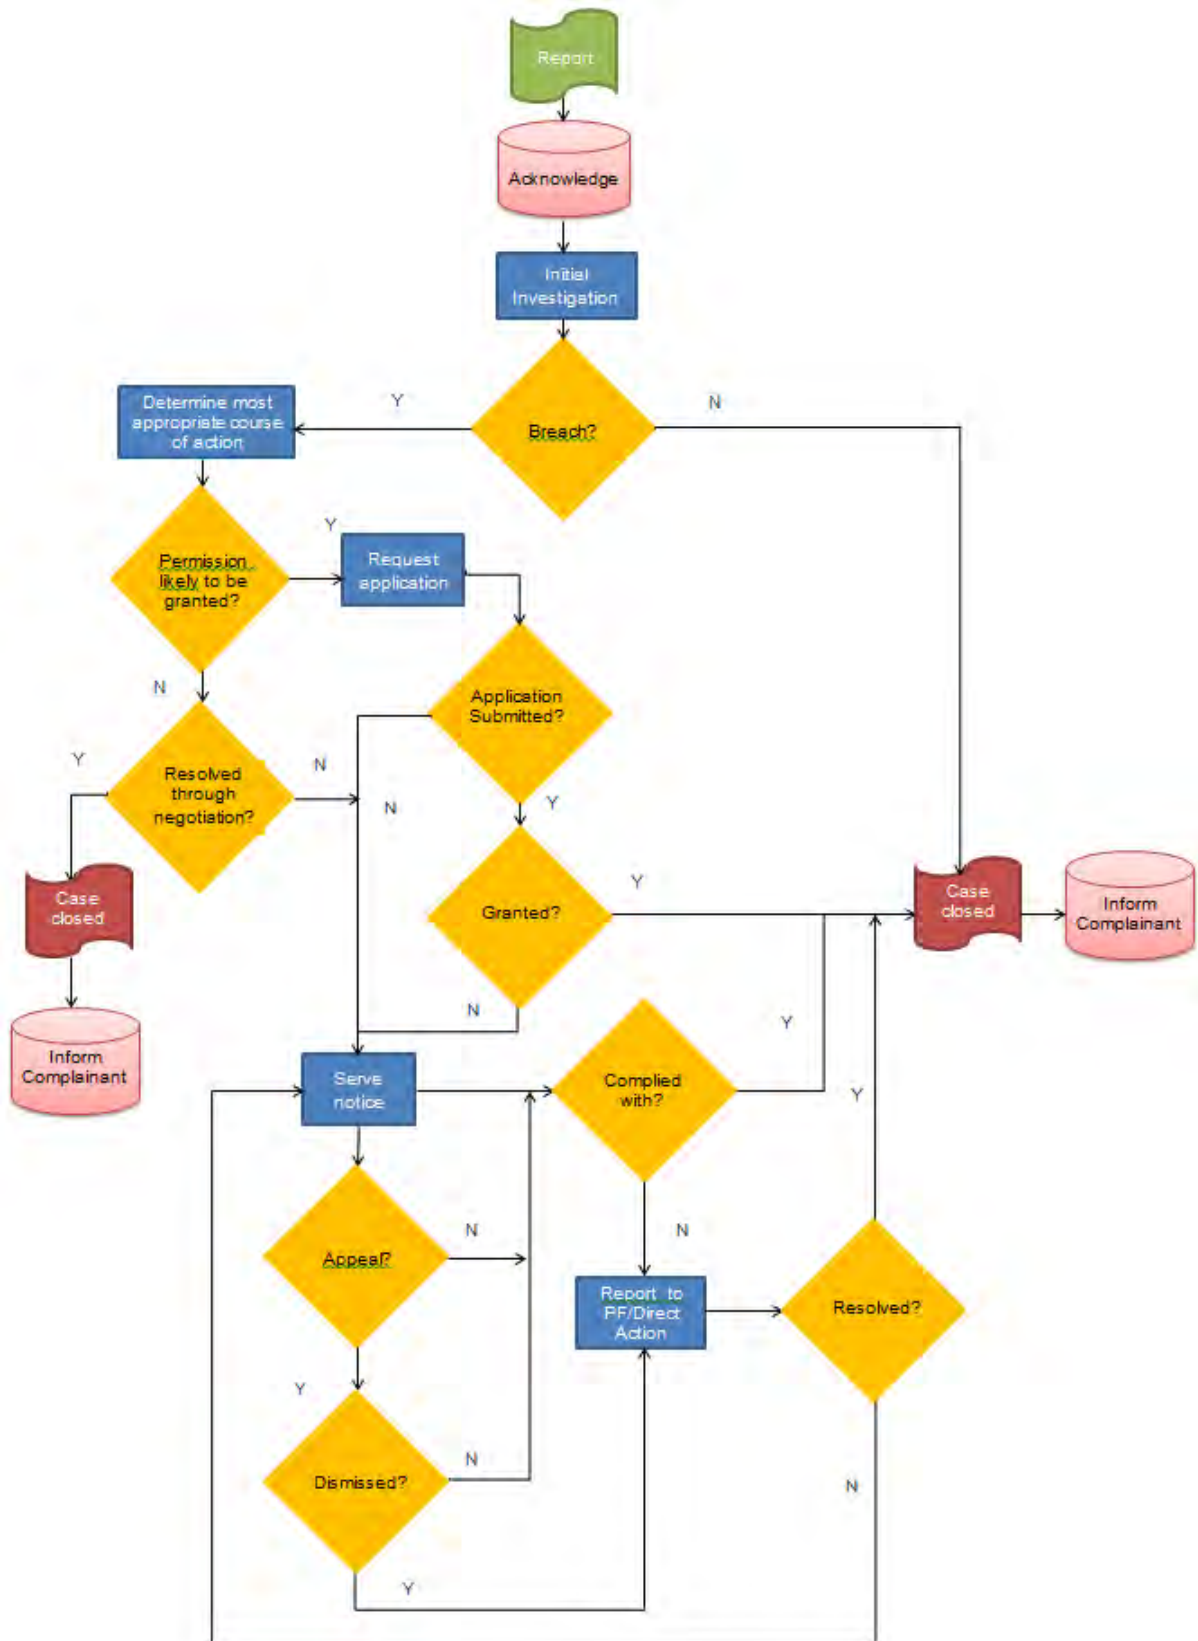 Report
Acknowledge
Initial
Investigation
Breach?
Y
N
Determine most
appropriate course
of action
Permission
likely to be
granted?
Y
Request
application
N
Application
Submitted?
Y
Resolved
through
negotiation?
N
N
Y
Case
closed
Inform
Complainant
Granted?
Y
Case
closed
Inform
Complainant
N
Serve
notice
Complied
with?
Y
Y
Appeal?
N
N
Report to
PF/Direct
Action
Resolved?
Y
Dismissed?
N
N
Y